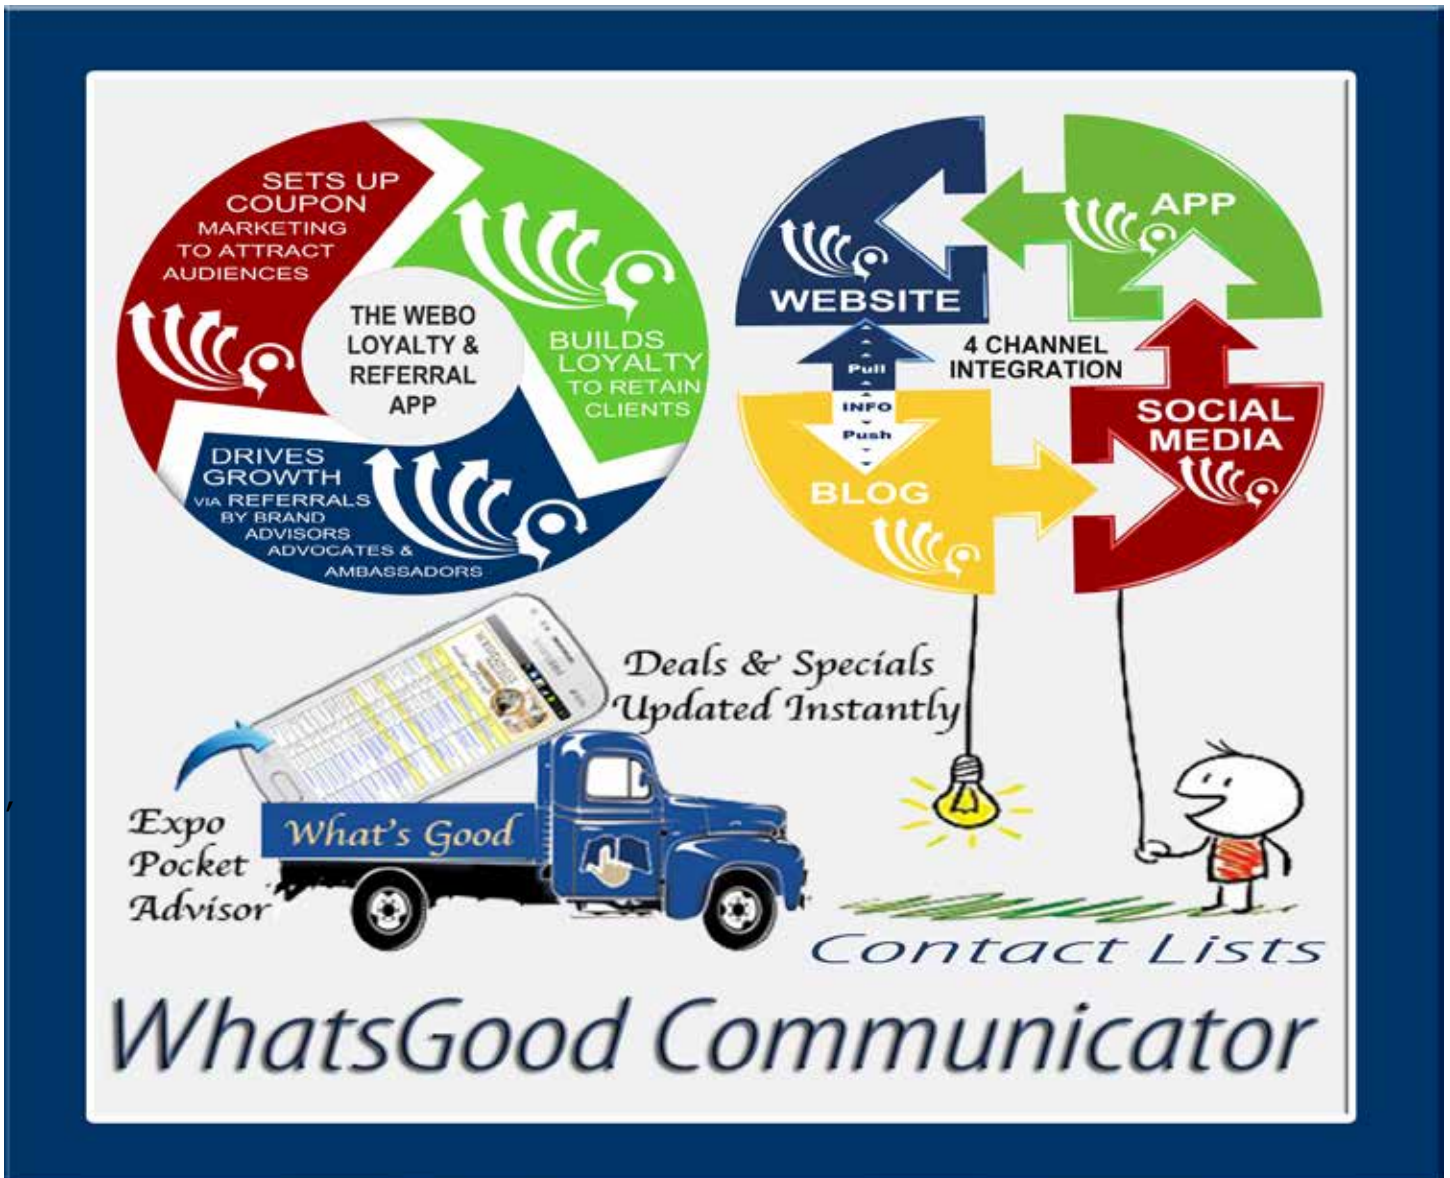 SETS UP
COUPON
MARKETING
TO ATTRACT
AUDIENCES
THE WEBO
LOYALTY &
REFERRAL
APP
BUILDS
LOYALTY
TO RETAIN
CLIENTS
DRIVES
GROWTH
VIA REFERRALS
BY BRAND
ADVISORS
ADVOCATES &
AMBASSADORS
WEBSITE
APP
4 CHANNEL
INTEGRATION
Pull
INFO
Push
BLOG
SOCIAL
MEDIA
Deals & Specials
Updated Instantly
,
Expo
Pocket
Advisor
What's Good
Contact Lists
WhatsGood Communicator